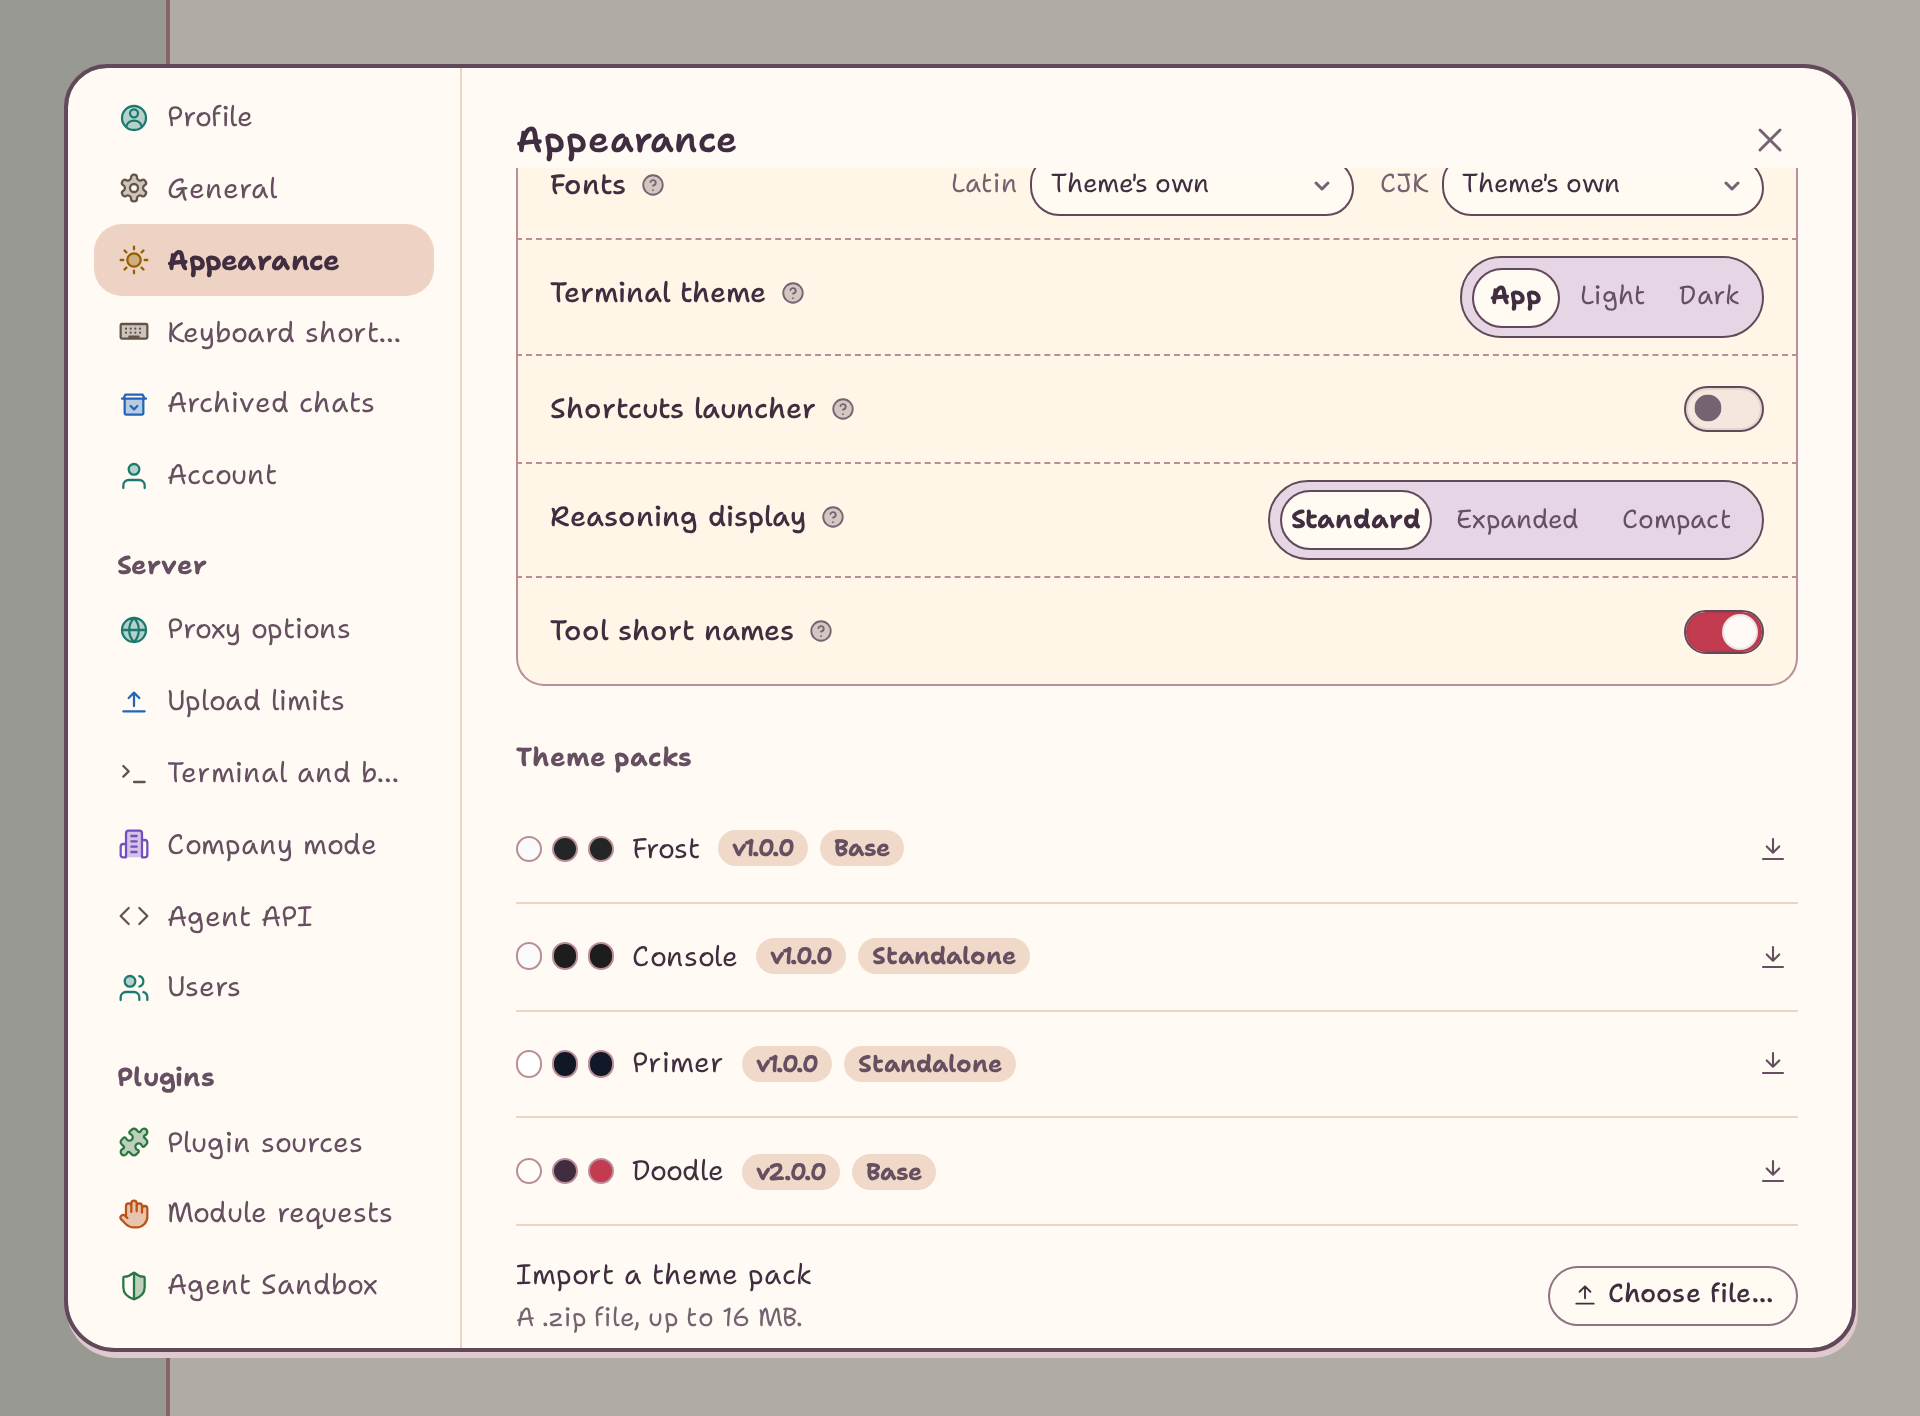 Profile
General
Appearance
Keyboard short...
Archived chats
Account
Server
Proxy options
Upload limits
Terminal and b...
Company mode
Agent API
Users
Plugins
Plugin sources
Module requests
Agent Sandbox
Appearance
Fonts ? Latin Theme's own CJK Theme's own
Terminal theme ? App Light Dark
Shortcuts launcher ?
Reasoning display ? Standard Expanded Compact
Tool short names ?
Theme packs
Frost v1.0.0 Base
Console v1.0.0 Standalone
Primer v1.0.0 Standalone
Doodle v2.0.0 Base
Import a theme pack
A .zip file, up to 16 MB.
Choose file...